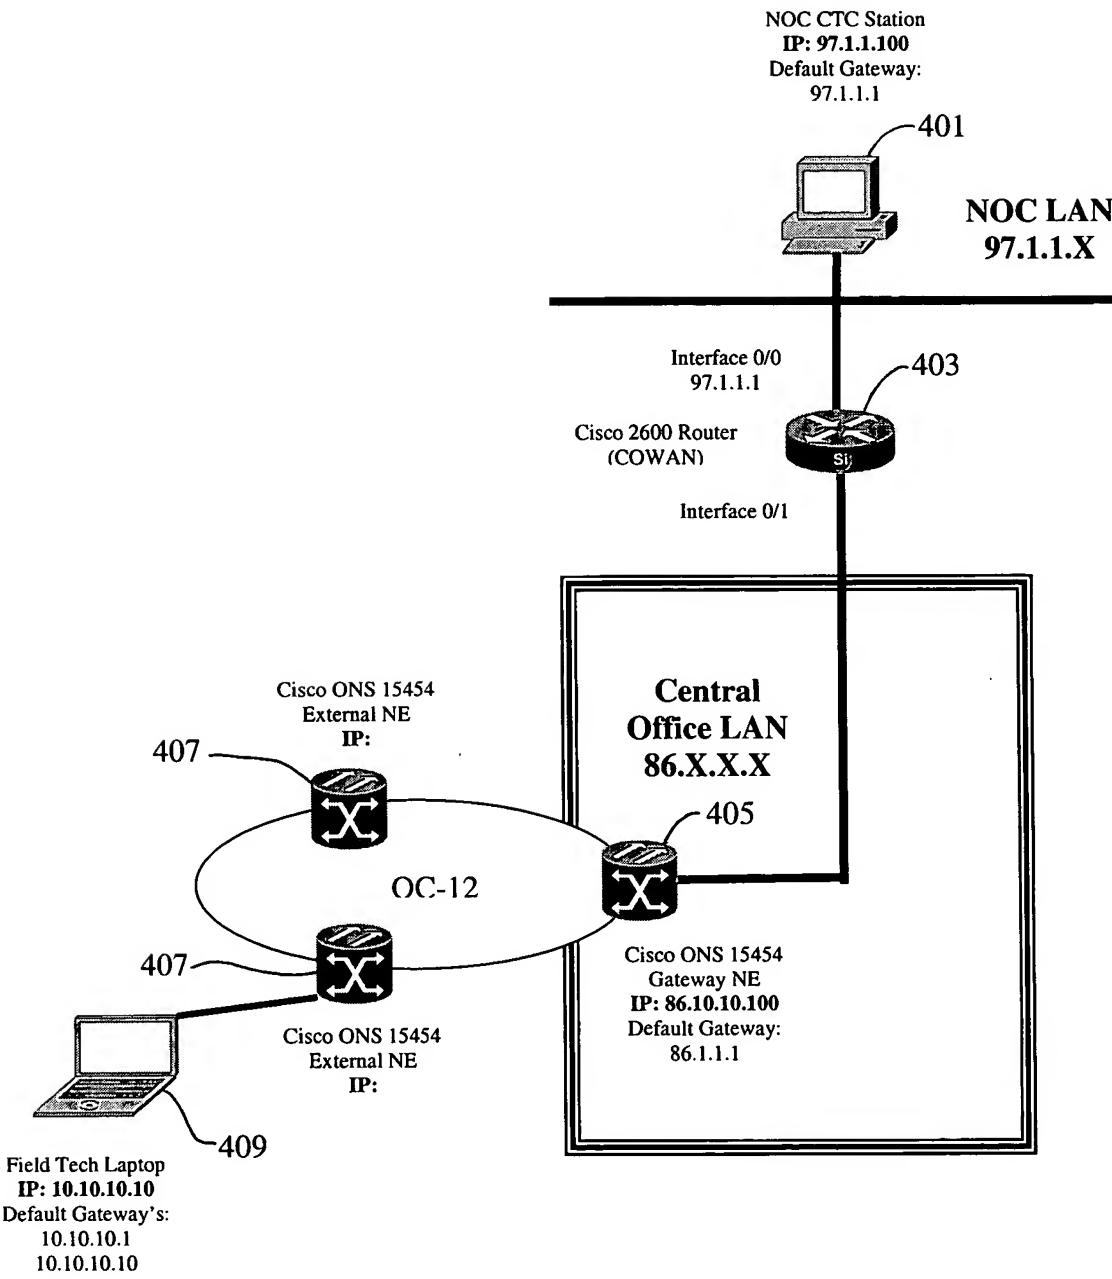 NOC CTC Station
IP: 97.1.1.100
Default Gateway:
97.1.1.1
401
NOC LAN
97.1.1.X
Interface 0/0
97.1.1.1
403
Cisco 2600 Router
(COWAN)
Si
Interface 0/1
Cisco ONS 15454
External NE
IP:
407
Central
Office LAN
86.X.X.X
405
OC-12
407
Cisco ONS 15454
Gateway NE
IP: 86.10.10.100
Default Gateway:
86.1.1.1
Cisco ONS 15454
External NE
IP:
409
Field Tech Laptop
IP: 10.10.10.10
Default Gateway's:
10.10.10.1
10.10.10.10